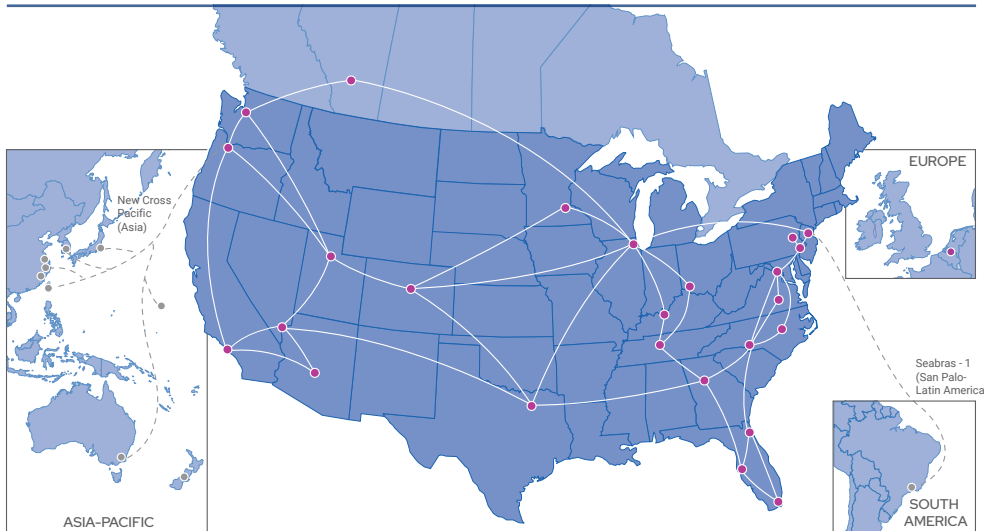 EUROPE
New Cross
Pacific
(Asia)
Seabras - 1
(San Palo-
Latin America
SOUTH
AMERICA
ASIA-PACIFIC